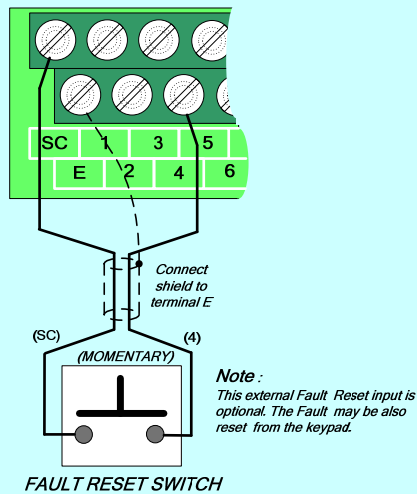 SC 1 3 5
E 2 4 6
Connect
shield to
terminal E
(SC) (4)
(MOMENTARY)
Note :
This external Fault Reset input is
optional. The Fault may be also
reset from the keypad.
FAULT RESET SWITCH